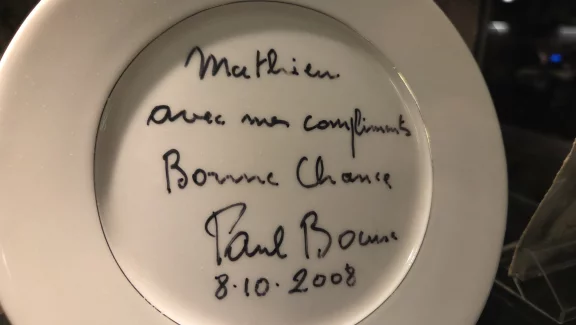 Mathieu
avec mes compliments
Bonne Chance
Paul Bocuse
8.10.2008